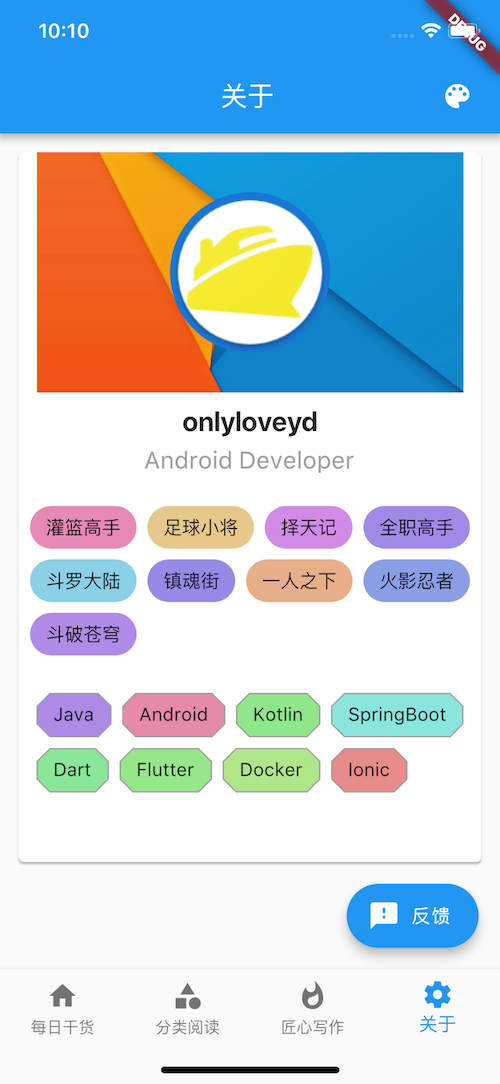 10:10
DEBUG
关于
onlyloveyd
Android Developer
灌篮高手 足球小将 择天记 全职高手
斗罗大陆 镇魂街 一人之下 火影忍者
斗破苍穹
Java Android Kotlin SpringBoot
Dart Flutter Docker Ionic
反馈
每日干货 分类阅读 匠心写作 关于